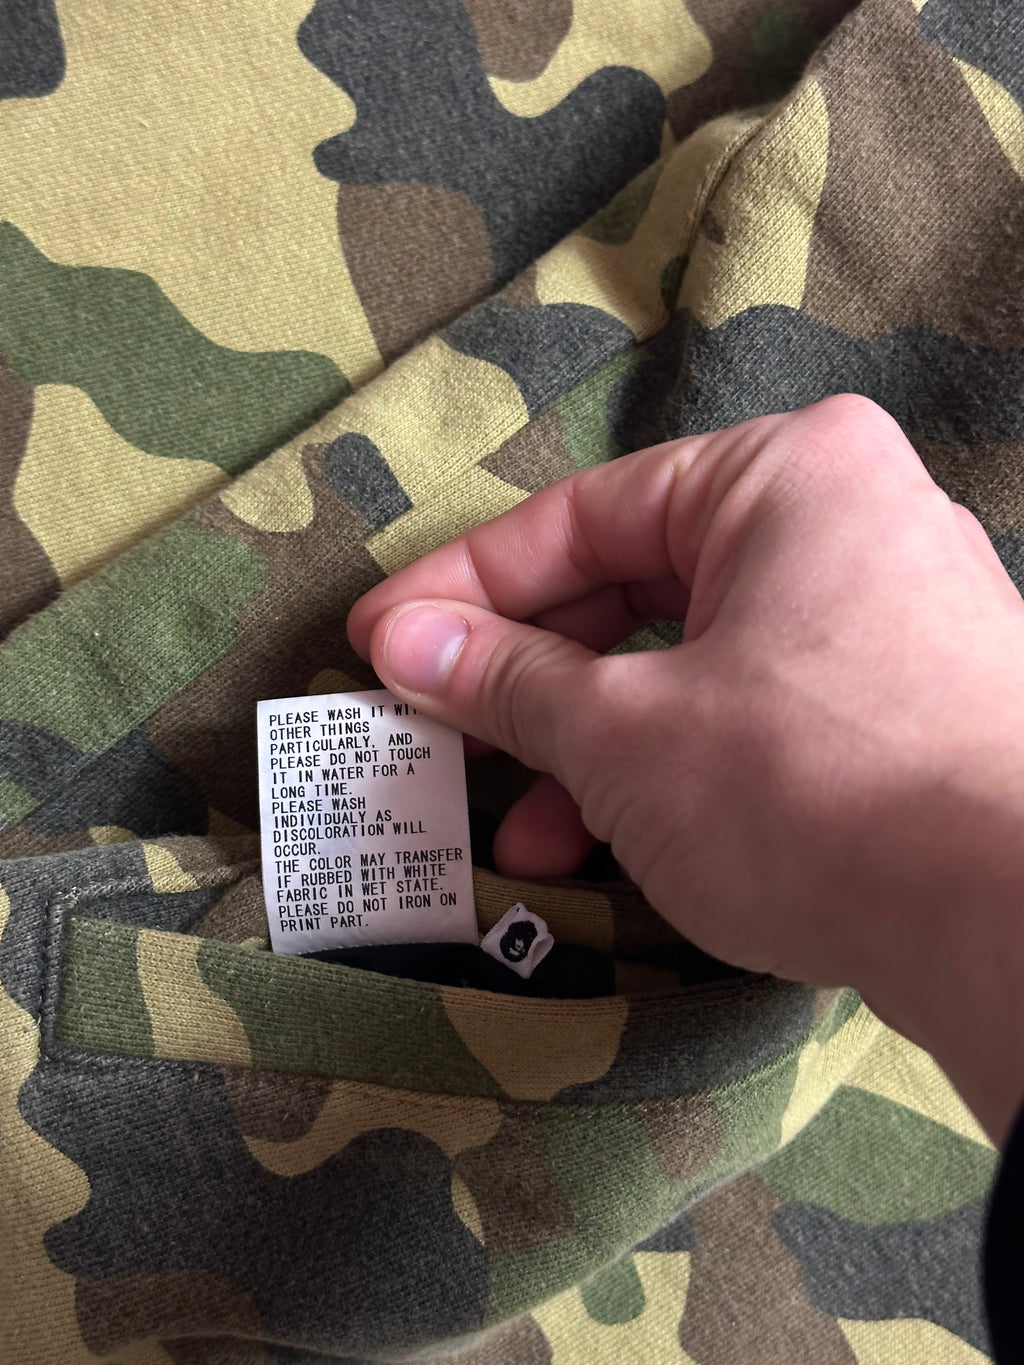 PLEASE WASH IT
OTHER THINGS
PARTICULARLY, AND
PLEASE DO NOT TOUCH
IT IN WATER FOR A
LONG TIME.
PLEASE WASH
INDIVIDUALY AS
DISCOLORATION WILL
OCCUR.
THE COLOR MAY TRANSFER
IF RUBBED WITH WHITE
FABRIC IN WET STATE.
PLEASE DO NOT IRON ON
PRINT PART.